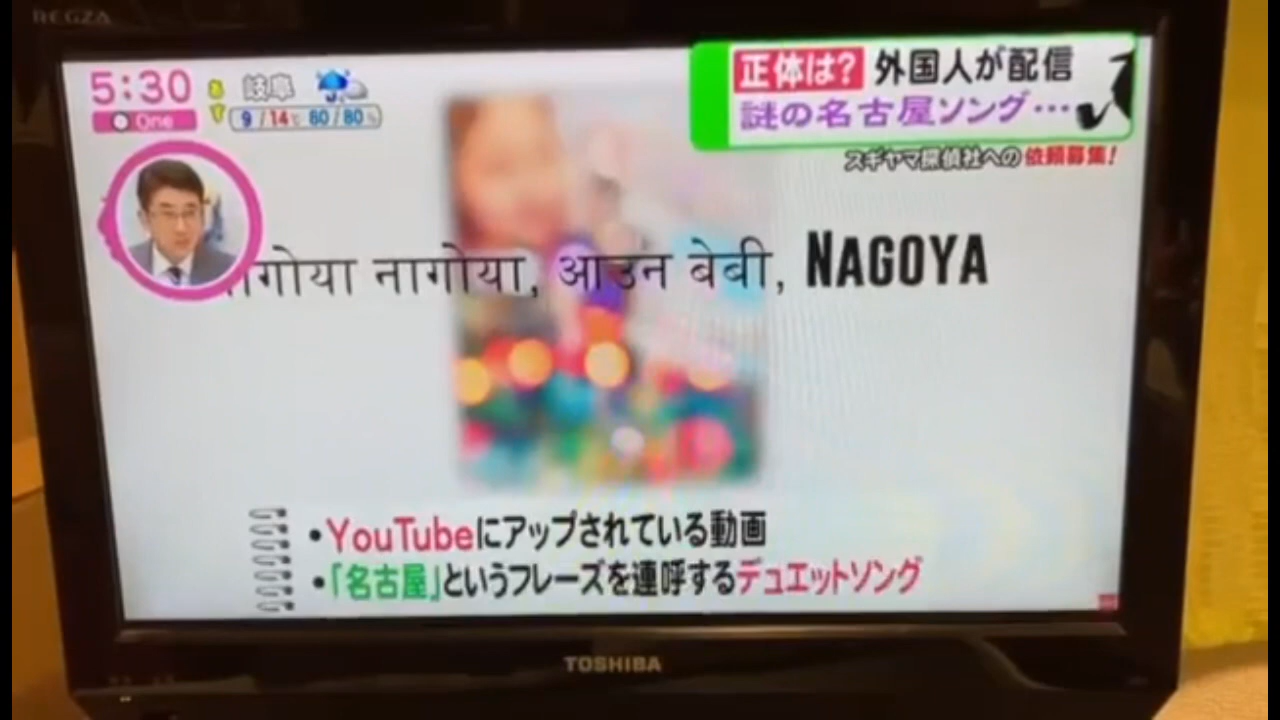 REGZA
5:30
One
あす
岐阜
9/14℃ 80/80%
正体は? 外国人が配信
謎の名古屋ソング…
スギヤマ探偵社への依頼募集!
ागोया नागोया, आउन बेबी, NAGOYA
・YouTubeにアップされている動画
・「名古屋」というフレーズを連呼するデュエットソング
TOSHIBA